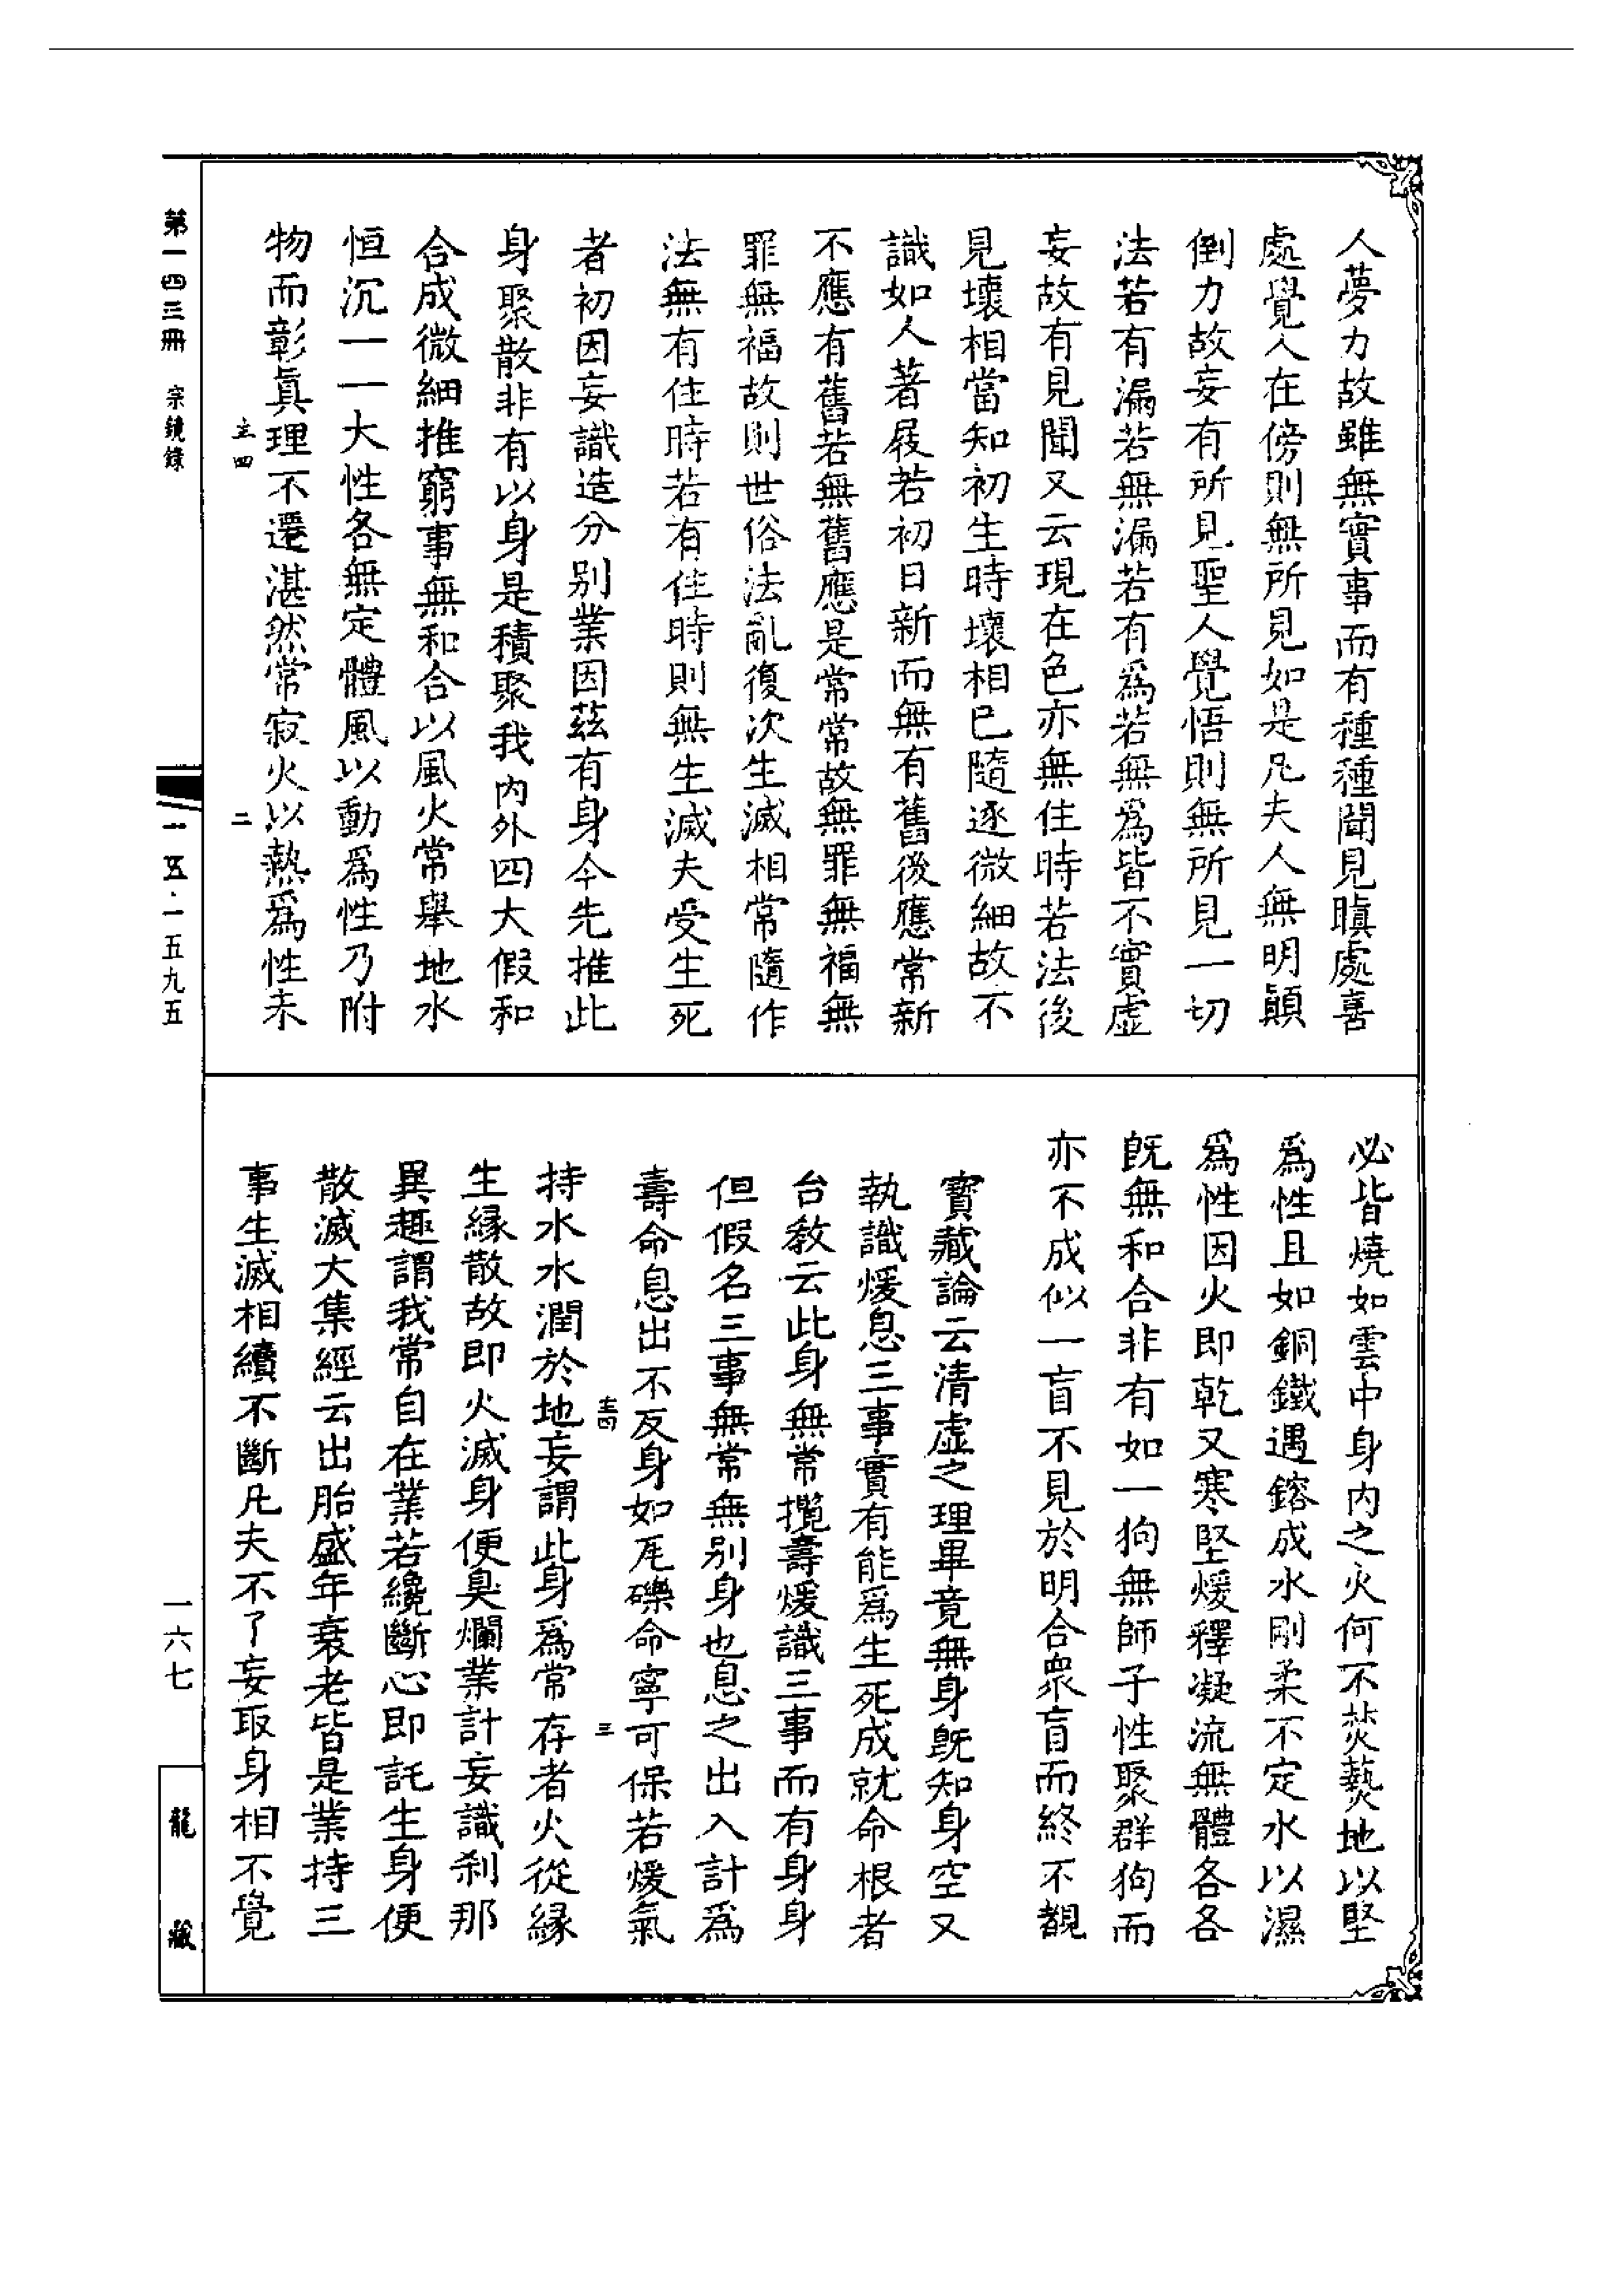 人夢力故雖無實事而有種種聞見瞋處喜
處覺人在傍則無所見如是凡夫人無明顛
倒力故妄有所見聖人覺悟則無所見一切
法若有漏若無漏若有爲若無爲皆不實虛
妄故有見聞又云現在色亦無住時若法後
見壞相當知初生時壞相已隨逐微細故不
識如人著屐若初日新而無有舊後應常新
不應有舊若無舊應是常常故無罪無福無
罪無福故則世俗法亂復次生滅相常隨作
法無有住時若有住時則無生滅夫受生死
者初因妄識造分別業因茲有身今先推此
身聚散非有以身是積聚我內外四大假和
合成微細推窮事無和合以風火常舉地水
恒沉一一大性各無定體風以動爲性乃附
物而彰眞理不遷湛然常寂火以熱爲性未
必皆燒如雲中身內之火何不焚爇地以堅
爲性且如銅鐵遇鎔成水剛柔不定水以濕
爲性因火即乾又寒堅煖釋凝流無體各各
旣無和合非有如一狗無師子性聚群狗而
亦不成似一盲不見於明合眾盲而終不覩
寶藏論云清虛之理畢竟無身旣知身空又
執識煖息三事實有能爲生死成就命根者
台教云此身無常攬壽煖識三事而有身身
但假名三事無常無別身也息之出入計爲
壽命息出不反身如瓦礫命寧可保若煖氣
持水水潤於地妄謂此身爲常存者火從緣
生緣散故即火滅身便臭爛業計妄識刹那
異趣謂我常自在業若纔斷心即託生身便
散滅大集經云出胎盛年衰老皆是業持三
事生滅相續不斷凡夫不了妄取身相不覺
第一四三冊 宗鏡錄
一一五·一五九五
一六七
龍藏
二
三